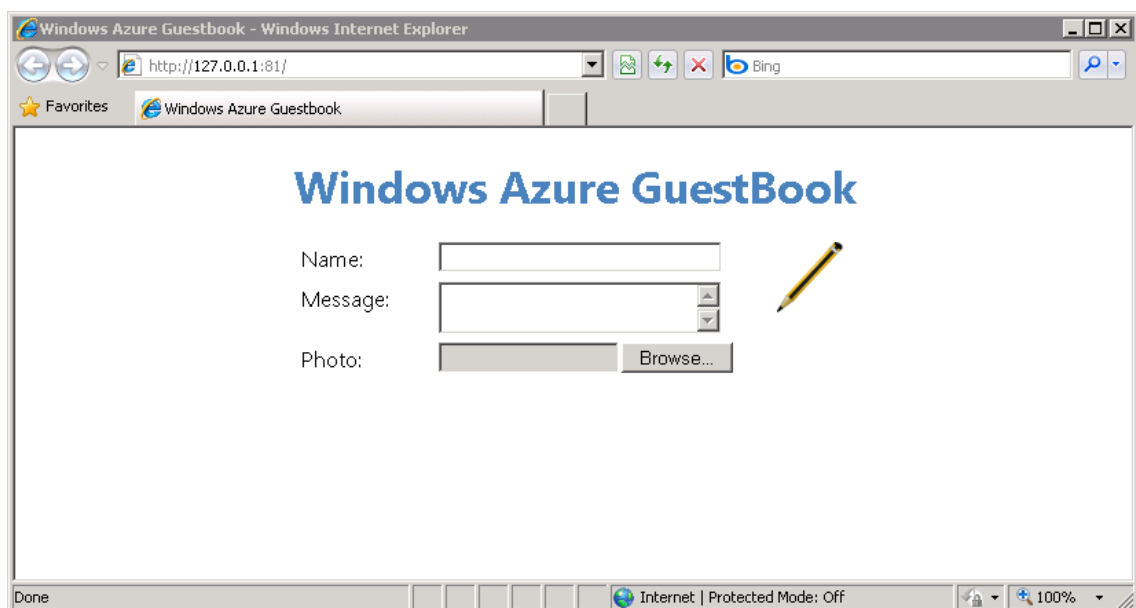 Windows Azure Guestbook - Windows Internet Explorer
http://127.0.0.1:81/
Bing
Favorites
Windows Azure Guestbook
Windows Azure GuestBook
Name:
Message:
Photo:
Browse...
Done
Internet | Protected Mode: Off
100%